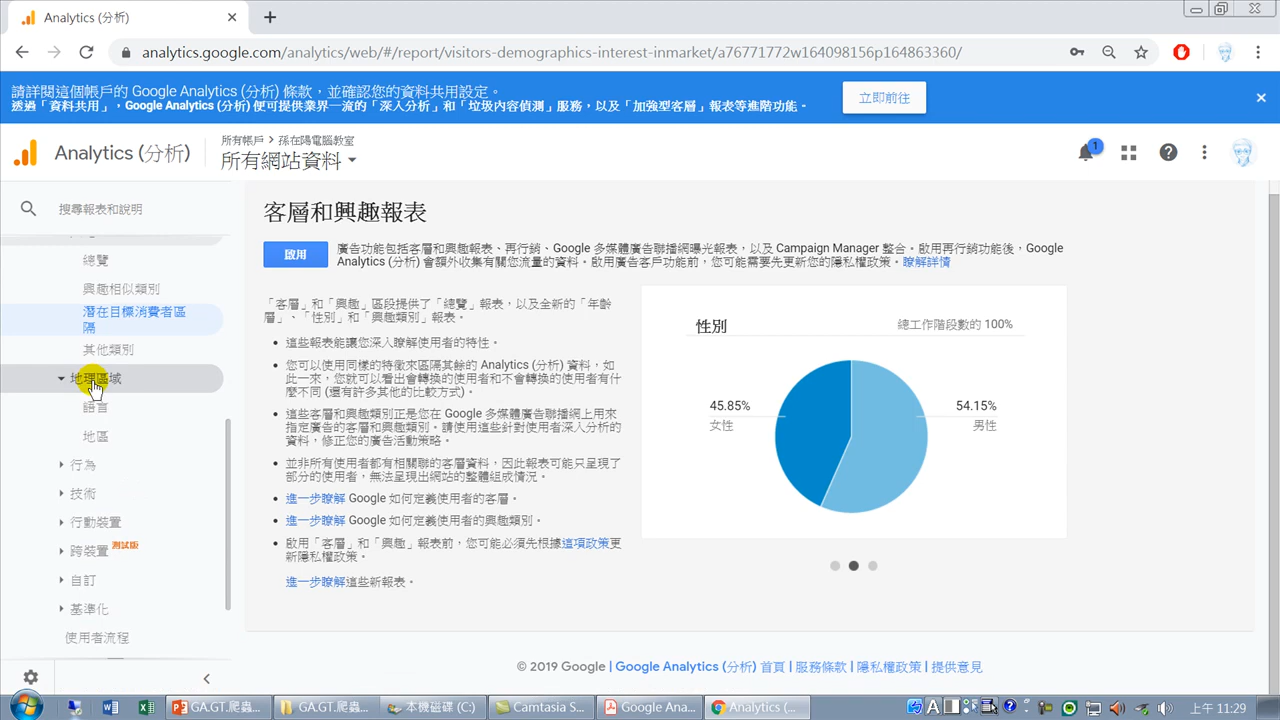 Analytics (分析)
analytics.google.com/analytics/web/#/report/visitors-demographics-interest-inmarket/a76771772w164098156p164863360/
請詳閱這個帳戶的 Google Analytics (分析) 條款，並確認您的資料共用設定。
透過「資料共用」，Google Analytics (分析) 便可提供業界一流的「深入分析」和「垃圾內容偵測」服務，以及「加強型客層」報表等進階功能。
立即前往
Analytics (分析)
所有帳戶 > 孫在陽電腦教室
所有網站資料
1
搜尋報表和說明
總覽
興趣相似類別
潛在目標消費者區
隔
其他類別
地理區域
語言
地區
行為
技術
行動裝置
跨裝置 測試版
自訂
基準化
使用者流程
客層和興趣報表
啟用
廣告功能包括客層和興趣報表、再行銷、Google 多媒體廣告聯播網曝光報表，以及 Campaign Manager 整合。啟用再行銷功能後，Google
Analytics (分析) 會額外收集有關您流量的資料。啟用廣告客戶功能前，您可能需要先更新您的隱私權政策。瞭解詳情
「客層」和「興趣」區段提供了「總覽」報表，以及全新的「年齡
層」、「性別」和「興趣類別」報表。
• 這些報表能讓您深入瞭解使用者的特性。
• 您可以使用同樣的特徵來區隔其餘的 Analytics (分析) 資料，如
此一來，您就可以看出會轉換的使用者和不會轉換的使用者有什
麼不同 (還有許多其他的比較方式)。
• 這些客層和興趣類別正是您在 Google 多媒體廣告聯播網上用來
指定廣告的客層和興趣類別。請使用這些針對使用者深入分析的
資料，修正您的廣告活動策略。
• 並非所有使用者都有相關聯的客層資料，因此報表可能只呈現了
部分的使用者，無法呈現出網站的整體組成情況。
• 進一步瞭解 Google 如何定義使用者的客層。
• 進一步瞭解 Google 如何定義使用者的興趣類別。
• 啟用「客層」和「興趣」報表前，您可能必須先根據這項政策更
新隱私權政策。
進一步瞭解這些新報表。
性別
總工作階段數的 100%
45.85%
女性
54.15%
男性
© 2019 Google | Google Analytics (分析) 首頁 | 服務條款 | 隱私權政策 | 提供意見
GA.GT.爬蟲...
GA.GT.爬蟲...
本機磁碟 (C:)
Camtasia S...
Google Ana...
Analytics (...
A
上午 11:29